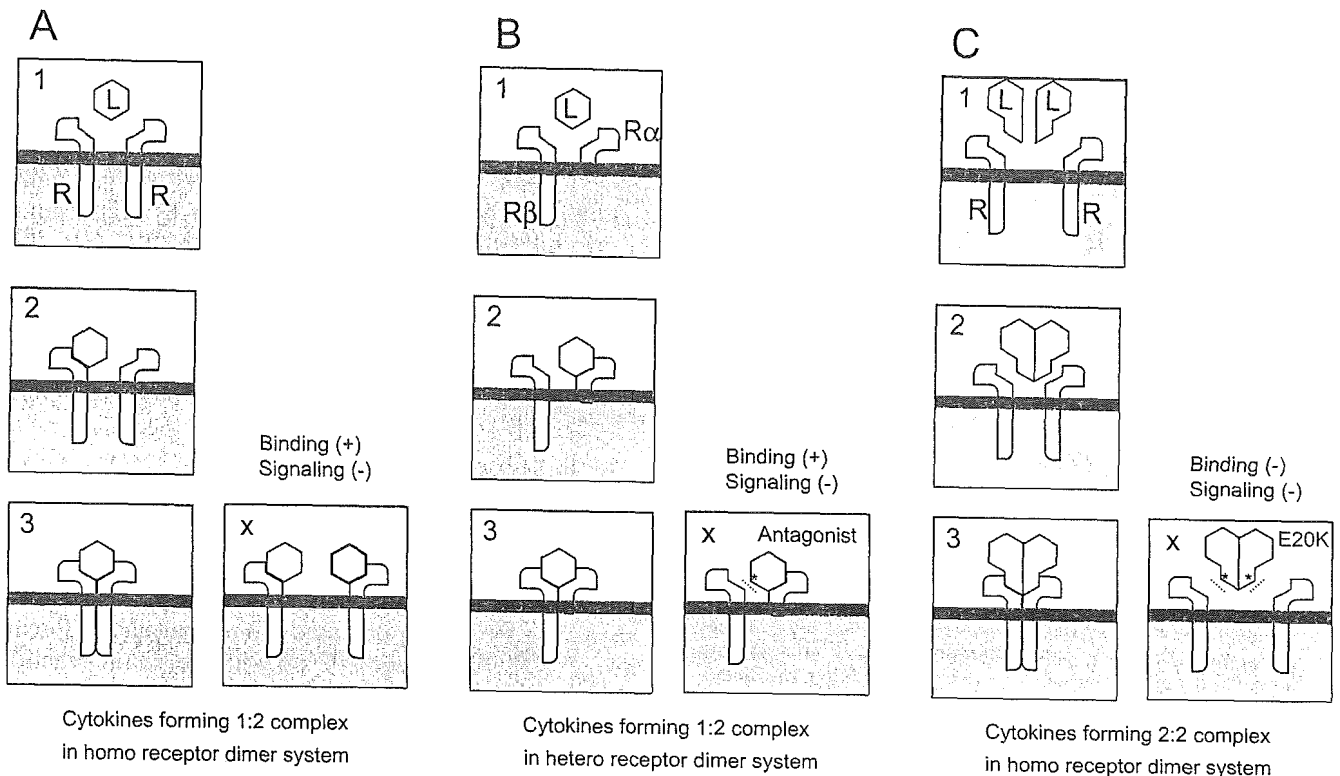 A
1
L
R
R
2
3
Binding (+)
Signaling (-)
x
Cytokines forming 1:2 complex
in homo receptor dimer system
B
1
L
Rα
Rβ
2
3
Binding (+)
Signaling (-)
x
Antagonist
*
Cytokines forming 1:2 complex
in hetero receptor dimer system
C
1
L
L
R
R
2
3
Binding (-)
Signaling (-)
x
E20K
*
*
Cytokines forming 2:2 complex
in homo receptor dimer system